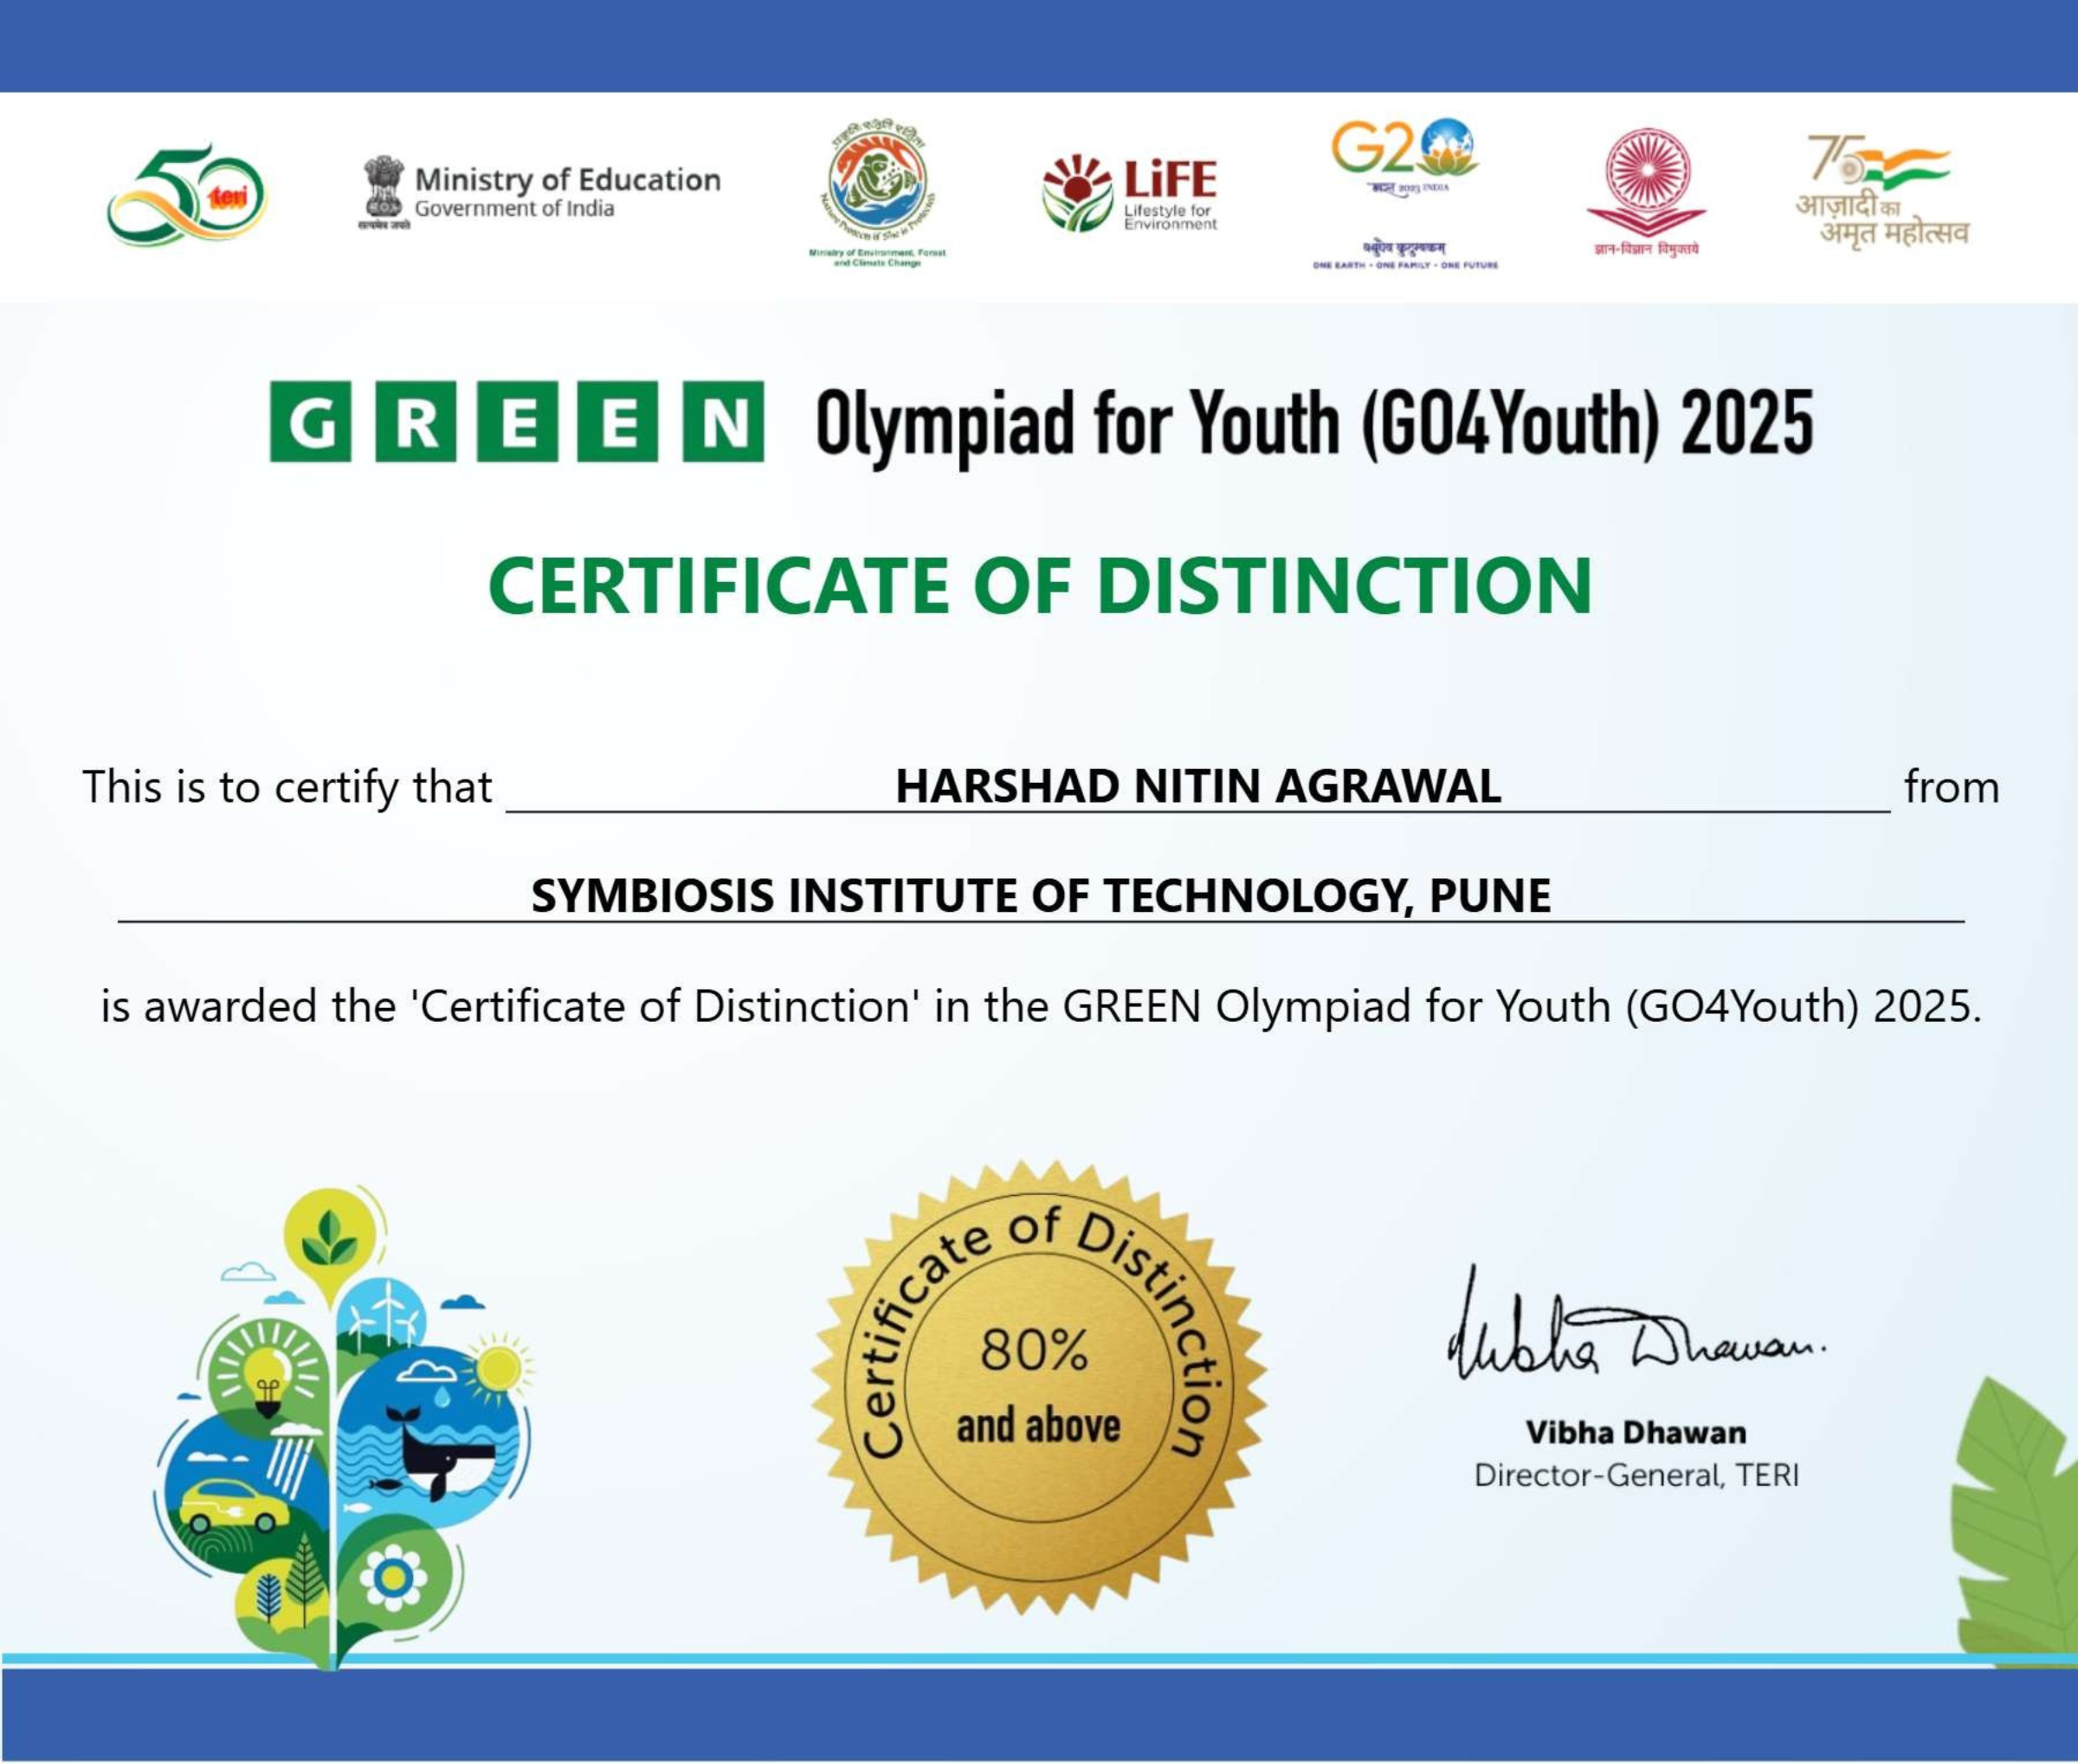 50 teri
Ministry of Education
Government of India
सत्यमेव जयते
प्रकृतिः रक्षति रक्षिता
Nature Protects if She is Protected
Ministry of Environment, Forest
and Climate Change
LiFE
Lifestyle for
Environment
G20
भारत 2023 INDIA
वसुधैव कुटुम्बकम्
ONE EARTH • ONE FAMILY • ONE FUTURE
ज्ञान-विज्ञान विमुक्तये
75
आज़ादी का
अमृत महोत्सव
GREEN Olympiad for Youth (GO4Youth) 2025
CERTIFICATE OF DISTINCTION
This is to certify that HARSHAD NITIN AGRAWAL from
SYMBIOSIS INSTITUTE OF TECHNOLOGY, PUNE
is awarded the 'Certificate of Distinction' in the GREEN Olympiad for Youth (GO4Youth) 2025.
Certificate of Distinction
80%
and above
Vibha Dhawan.
Vibha Dhawan
Director-General, TERI